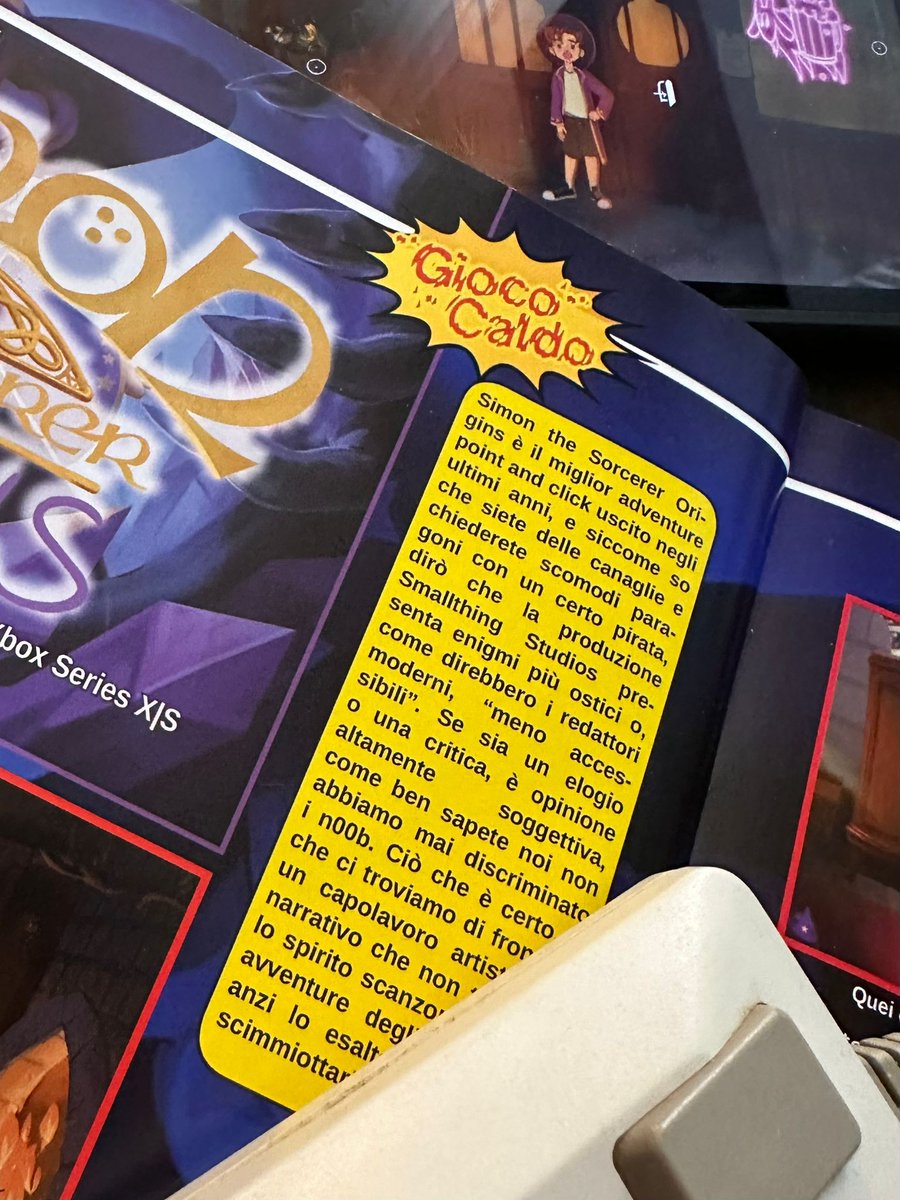 Gioco
Caldo
Simon the Sorcerer Ori-
gins è il miglior adventure
point and click uscito negli
ultimi anni, e siccome so
che siete delle canaglie e
chiederete scomodi para-
goni con un certo pirata,
dirò che la produzione
Smallthing Studios pre-
senta enigmi più ostici o,
come direbbero i redattori
moderni, “meno acces-
sibili”. Se sia un elogio
o una critica, è opinione
altamente soggettiva,
come ben sapete noi non
abbiamo mai discriminato
i n00b. Ciò che è certo
che ci troviamo di fron
un capolavoro artist
narrativo che non
lo spirito scanzo
avventure degl
anzi lo esalt
scimmiottar
box Series X|S
Quei